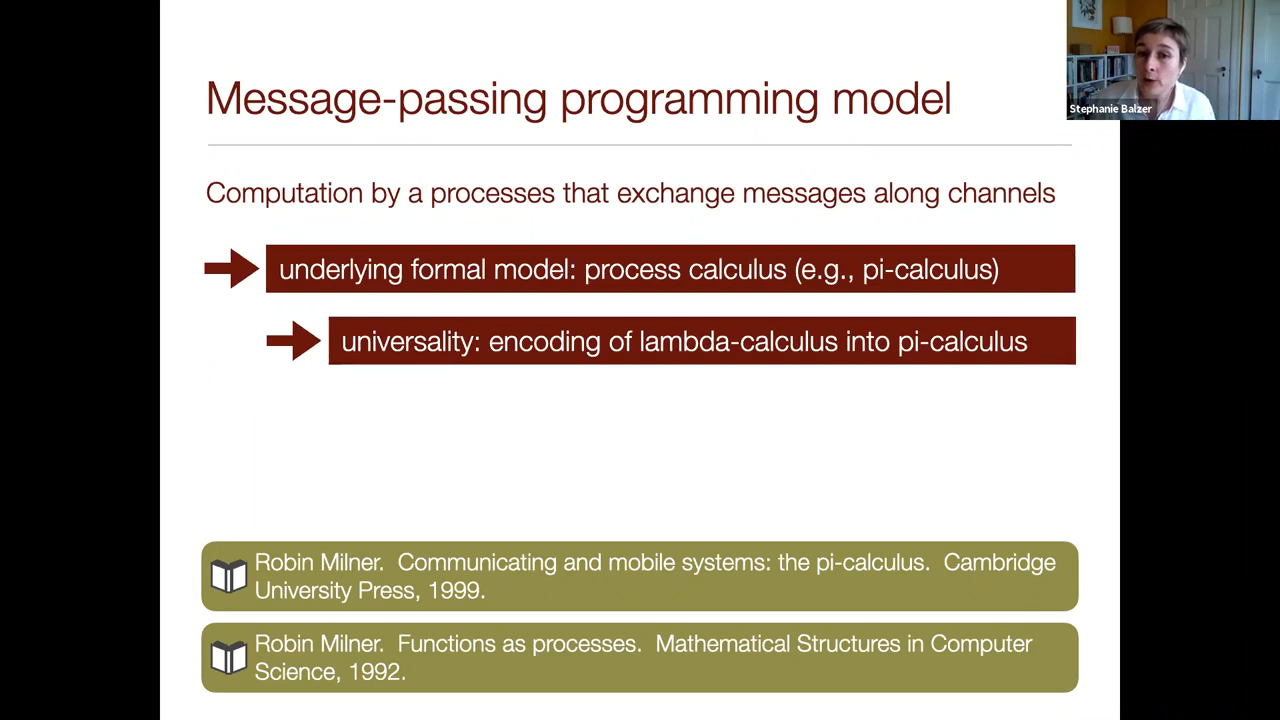 Message-passing programming model
Stephanie Balzer
Computation by a processes that exchange messages along channels
underlying formal model: process calculus (e.g., pi-calculus)
universality: encoding of lambda-calculus into pi-calculus
Robin Milner. Communicating and mobile systems: the pi-calculus. Cambridge
University Press, 1999.
Robin Milner. Functions as processes. Mathematical Structures in Computer
Science, 1992.